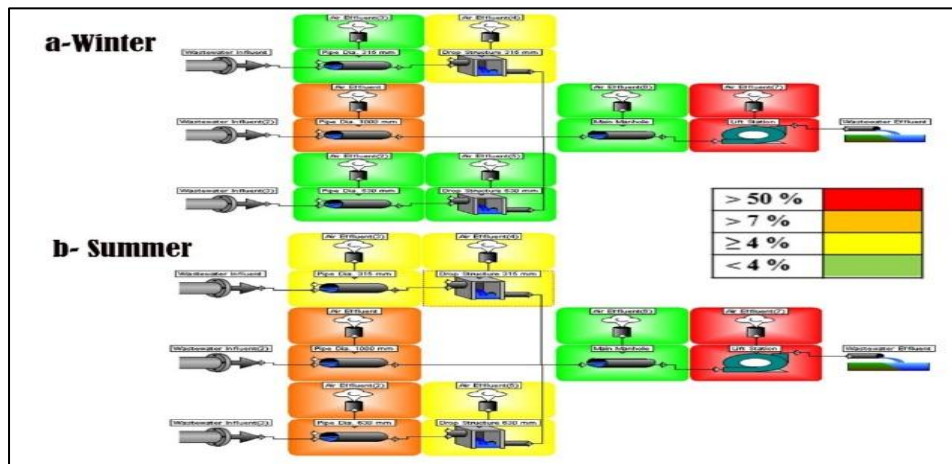 a-Winter
Air Effluent(3)
Air Effluent(4)
Wastewater Influent
Pipe Dia. 315 mm
Drop Structure 315 mm
Air Effluent
Air Effluent(6)
Air Effluent(7)
Wastewater Influent(2)
Pipe Dia. 1000 mm
Main Manhole
Lift Station
Wastewater Effluent
Air Effluent(2)
Air Effluent(5)
Wastewater Influent(3)
Pipe Dia. 630 mm
Drop Structure 630 mm
> 50 %
> 7 %
≥ 4 %
< 4 %
b- Summer
Air Effluent(3)
Air Effluent(4)
Wastewater Influent
Pipe Dia. 315 mm
Drop Structure 315 mm
Air Effluent
Air Effluent(6)
Air Effluent(7)
Wastewater Influent(2)
Pipe Dia. 1000 mm
Main Manhole
Lift Station
Wastewater Effluent
Air Effluent(2)
Air Effluent(5)
Wastewater Influent(3)
Pipe Dia. 630 mm
Drop Structure 630 mm